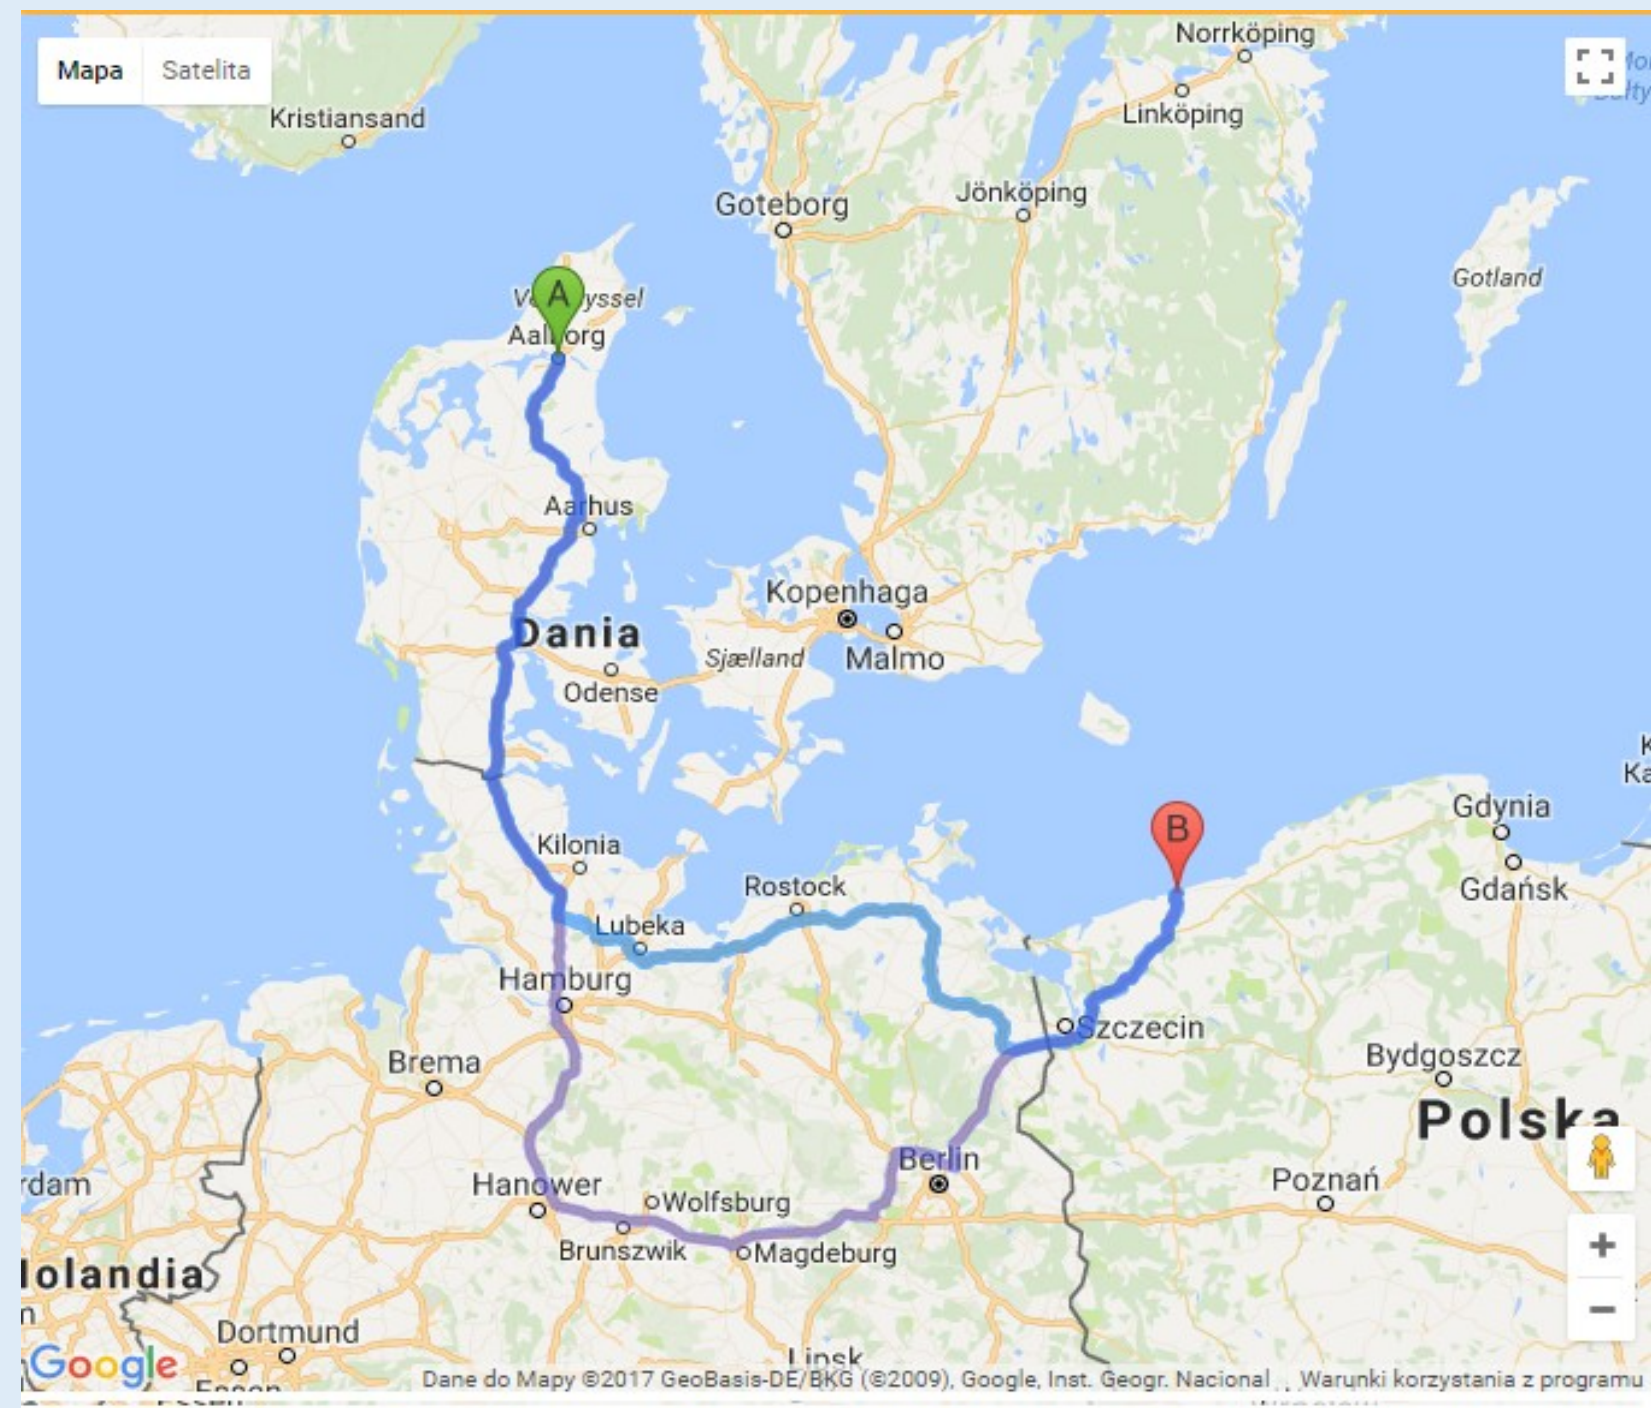 Norrköping
Mapa Satelita
Linköping
Kristiansand
Jönköping
Goteborg
Gotland
A
Aalborg
Aarhus
Kopenhaga
Dania
Sjælland
Malmo
Odense
Gdynia
B
Kilonia
Gdańsk
Rostock
Lubeka
Hamburg
Szczecin
Brema
Bydgoszcz
Polska
Berlin
rdam
Hanower
Poznań
Wolfsburg
Brunszwik
Magdeburg
olandia
Dortmund
Google
Dane do Mapy ©2017 GeoBasis-DE/BKG (©2009), Google, Inst. Geogr. Nacional
Warunki korzystania z programu